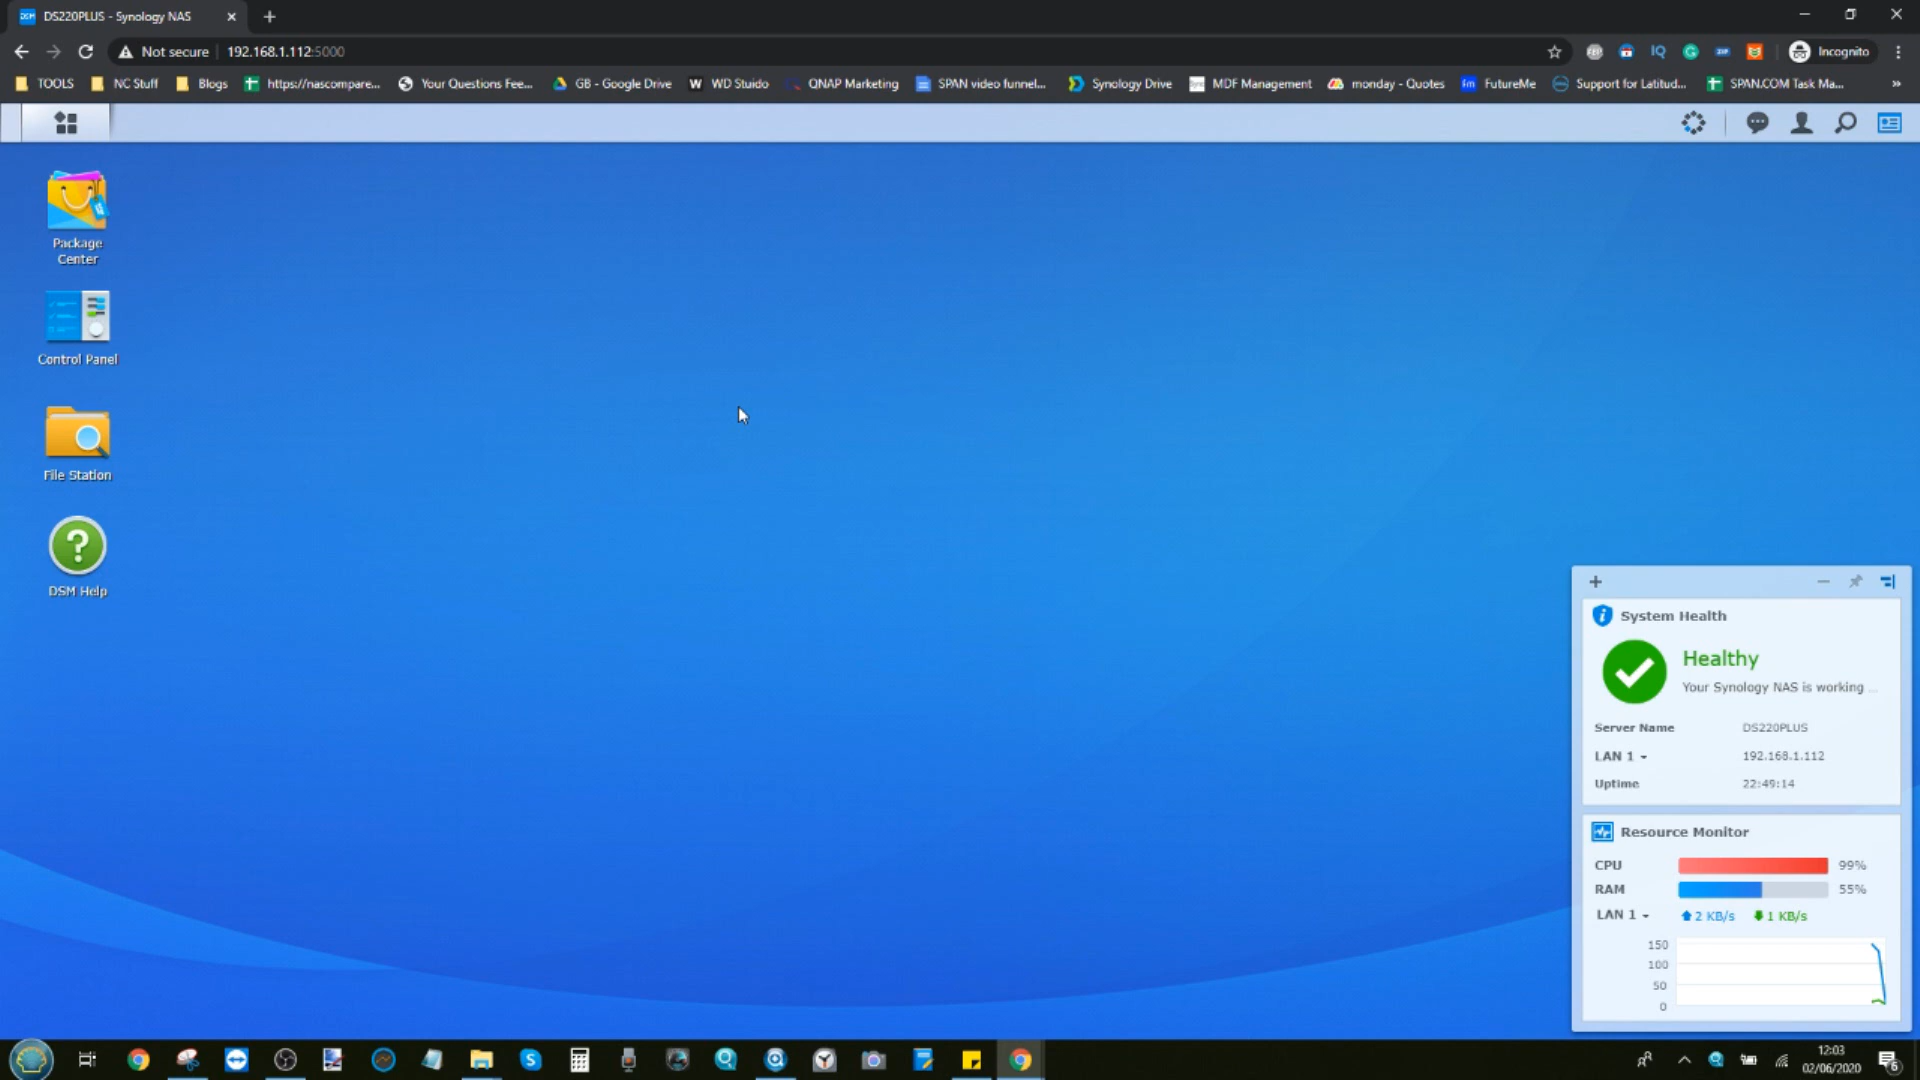 DS220PLUS - Synology NAS
Not secure 192.168.1.112:5000
Incognito
TOOLS NC Stuff Blogs https://nascompare... Your Questions Fee... GB - Google Drive WD Stuido QNAP Marketing SPAN video funnel... Synology Drive MDF Management monday - Quotes FutureMe Support for Latitud... SPAN.COM Task Ma...
Package
Center
Control Panel
File Station
DSM Help
System Health
Healthy
Your Synology NAS is working ...
Server Name DS220PLUS
LAN 1 192.168.1.112
Uptime 22:49:14
Resource Monitor
CPU 99%
RAM 55%
LAN 1 2 KB/s 1 KB/s
150
100
50
0
12:03
02/06/2020
6